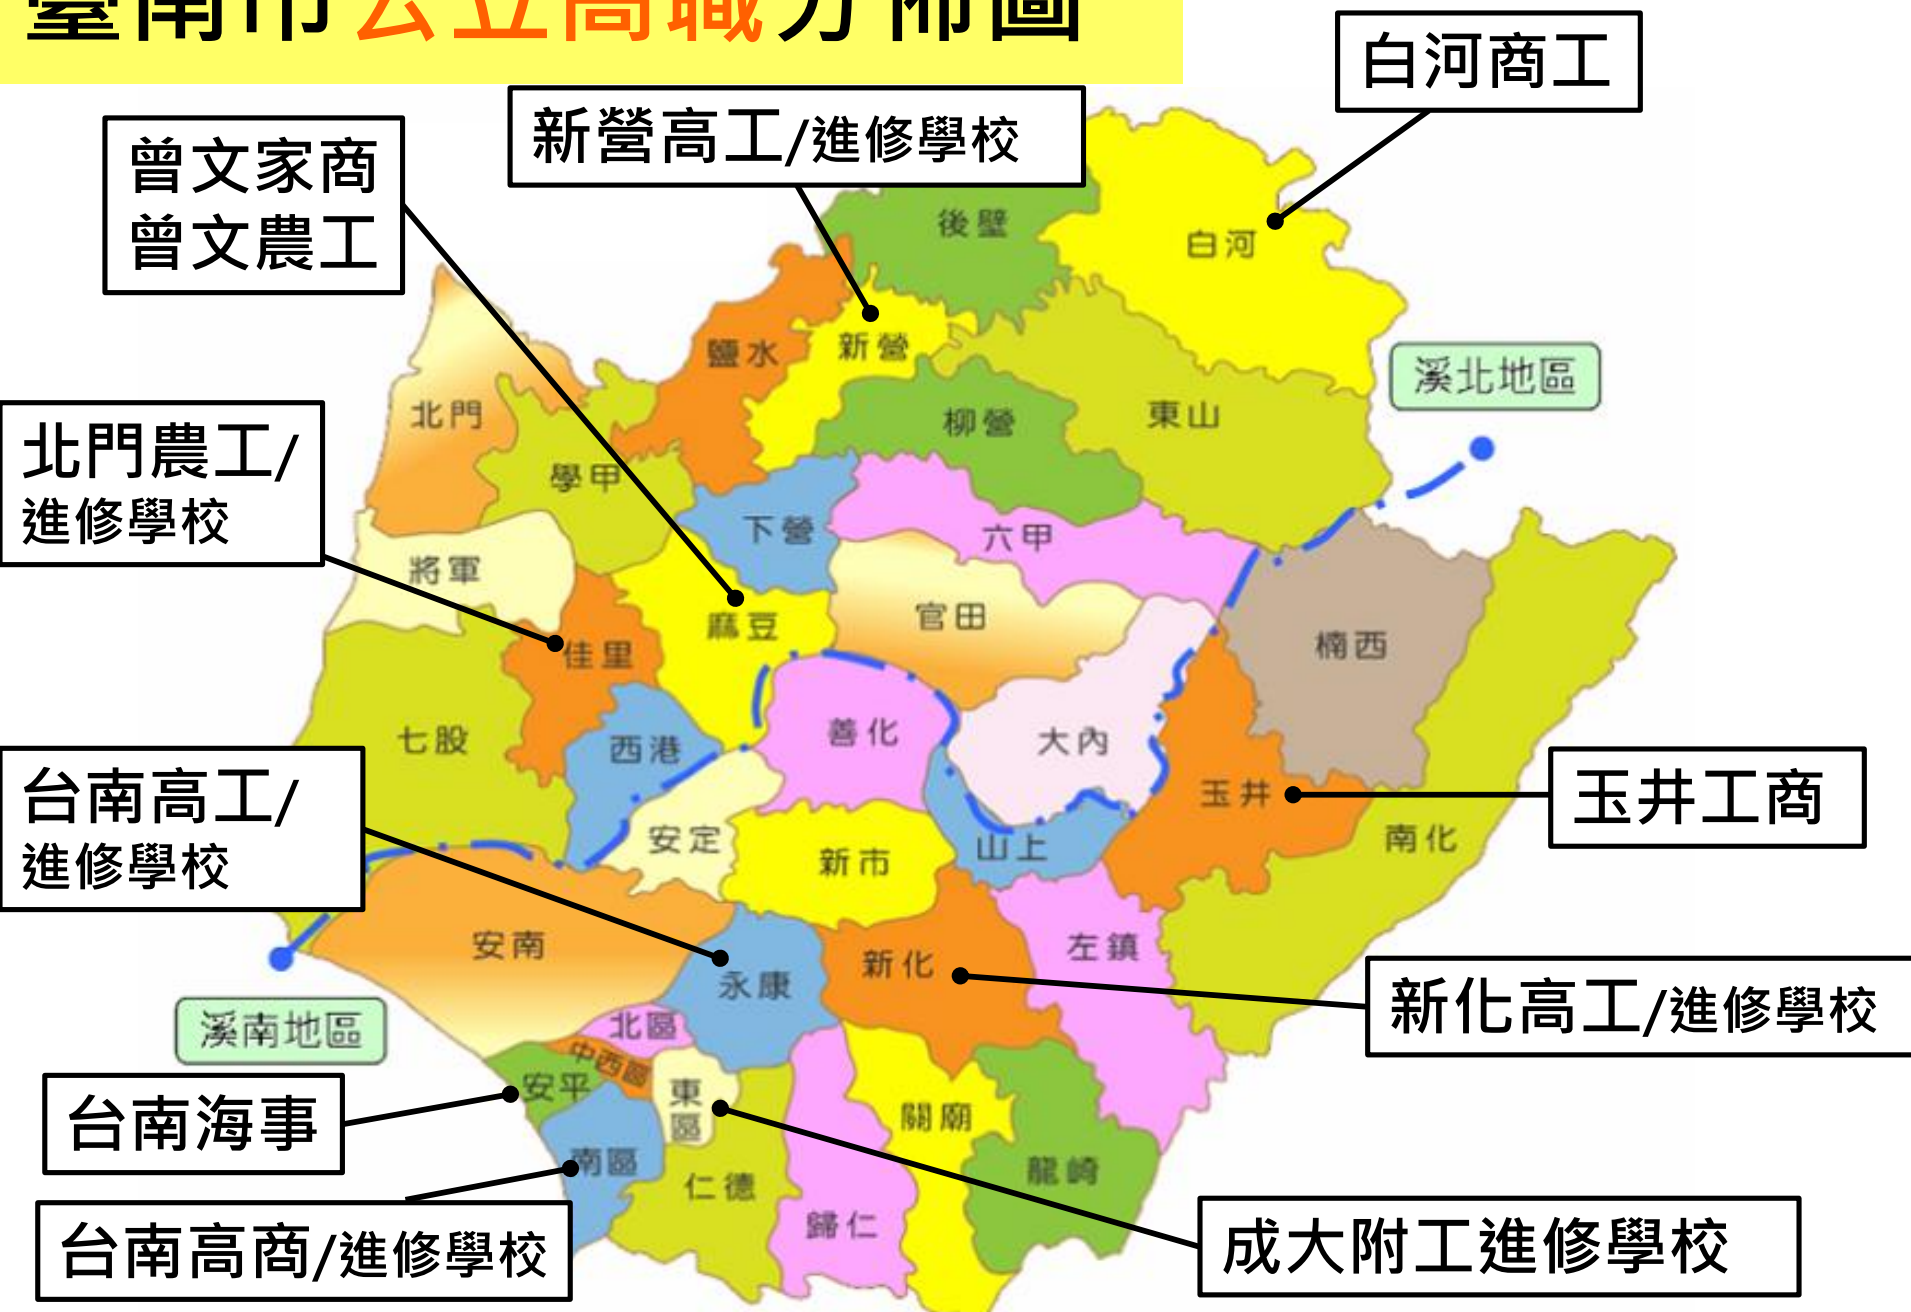 臺南市公立高職分佈圖
白河商工
新營高工/進修學校
曾文家商
曾文農工
後壁
白河
鹽水
新營
溪北地區
北門
柳營
東山
北門農工/
進修學校
學甲
下營
六甲
將軍
官田
麻豆
楠西
佳里
七股
西港
善化
大內
台南高工/
進修學校
玉井
玉井工商
安定
新市
山上
南化
安南
永康
新化
左鎮
新化高工/進修學校
溪南地區
北區
中西區
安平
東區
台南海事
關廟
南區
仁德
龍崎
歸仁
台南高商/進修學校
成大附工進修學校